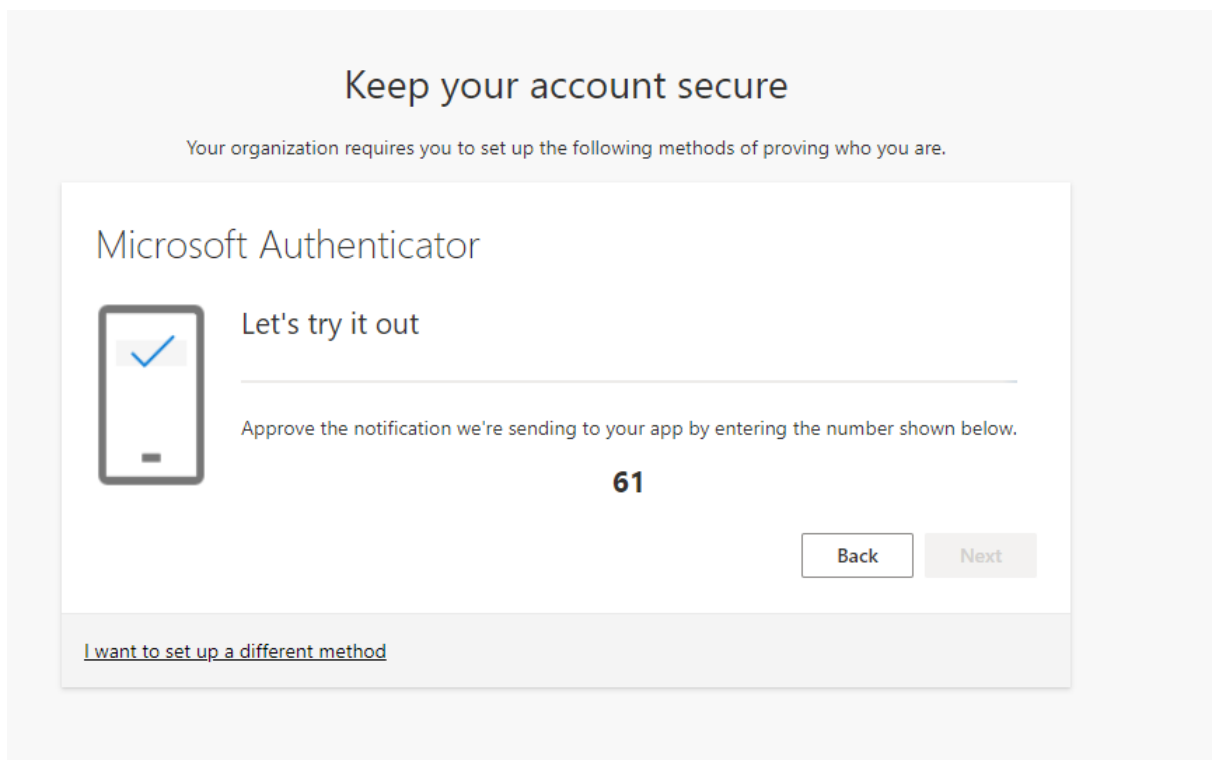 Keep your account secure
Your organization requires you to set up the following methods of proving who you are.
Microsoft Authenticator
Let's try it out
Approve the notification we're sending to your app by entering the number shown below.
61
Back
Next
I want to set up a different method